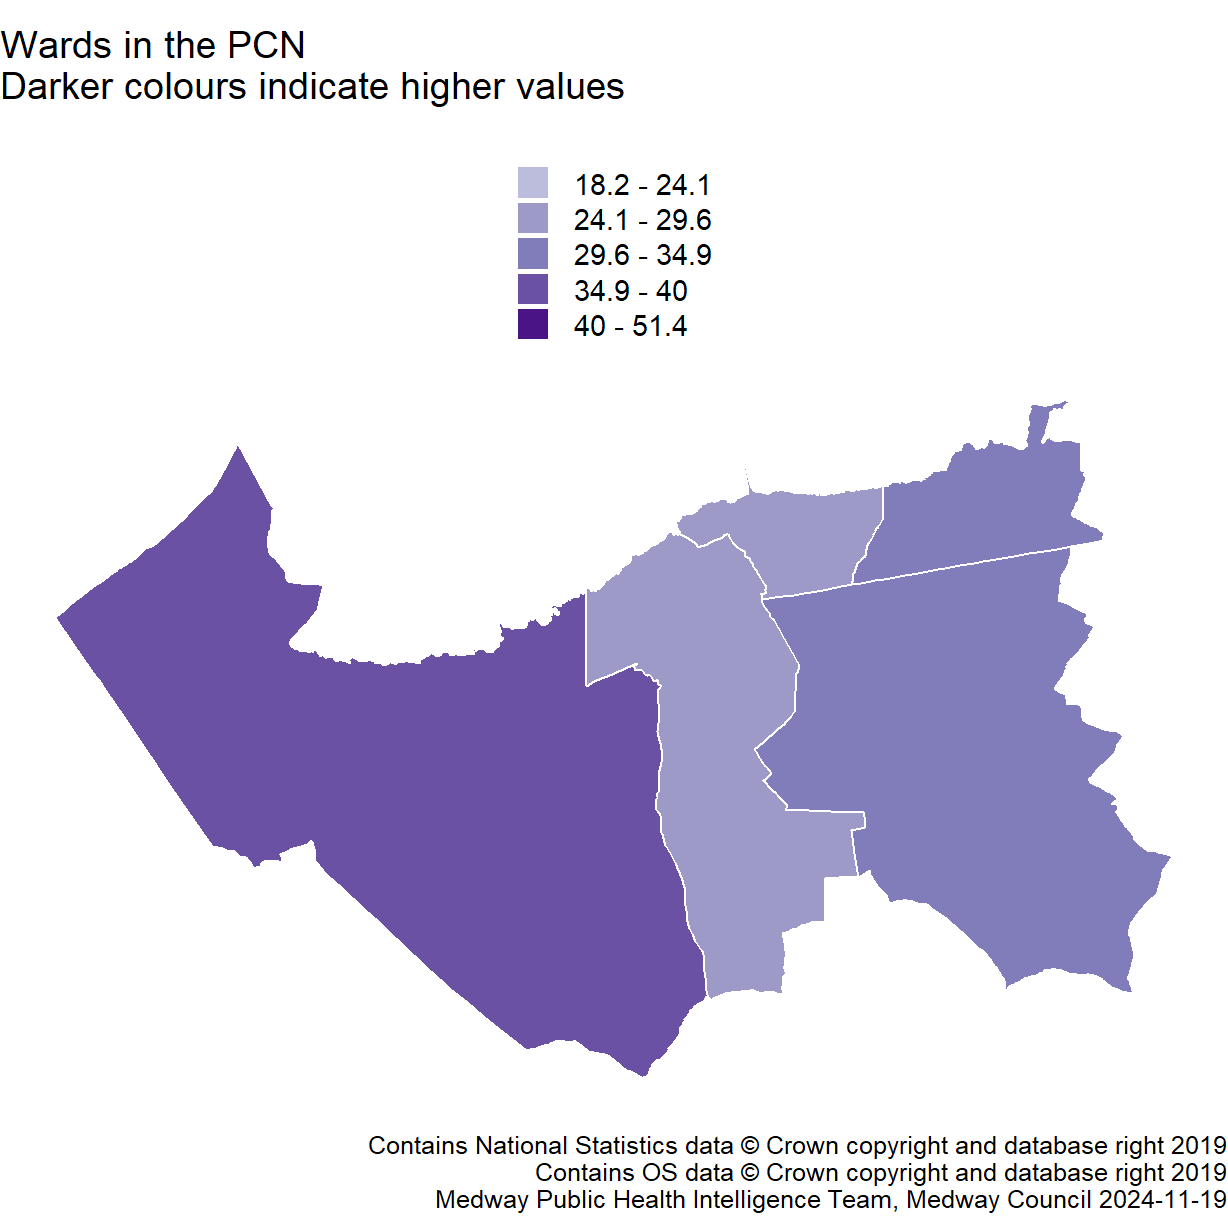 Wards in the PCN
Darker colours indicate higher values
18.2 - 24.1
24.1 - 29.6
29.6 - 34.9
34.9 - 40
40 - 51.4
Contains National Statistics data © Crown copyright and database right 2019
Contains OS data © Crown copyright and database right 2019
Medway Public Health Intelligence Team, Medway Council 2024-11-19